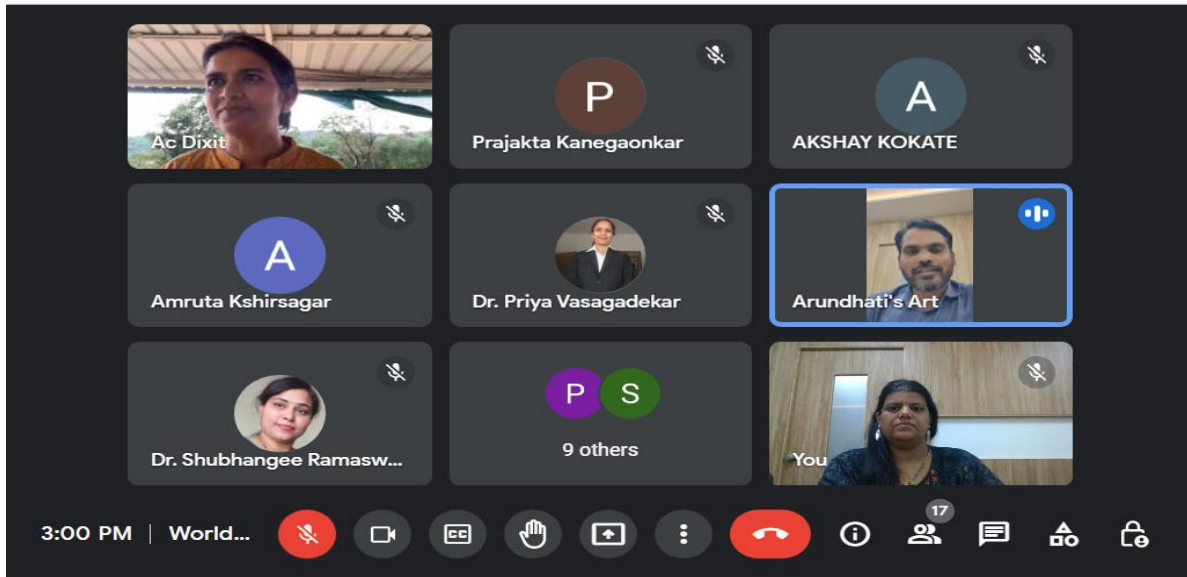 Ac Dixit
P
Prajakta Kanegaonkar
A
AKSHAY KOKATE
A
Amruta Kshirsagar
Dr. Priya Vasagadekar
Arundhati's Art
Dr. Shubhangee Ramasw...
P S
9 others
You
3:00 PM | World...
CC
17